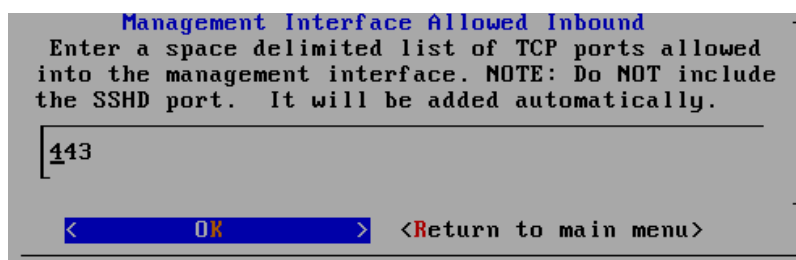 Management Interface Allowed Inbound
Enter a space delimited list of TCP ports allowed
into the management interface. NOTE: Do NOT include
the SSHD port.  It will be added automatically.
443
<        OK        >  <Return to main menu>